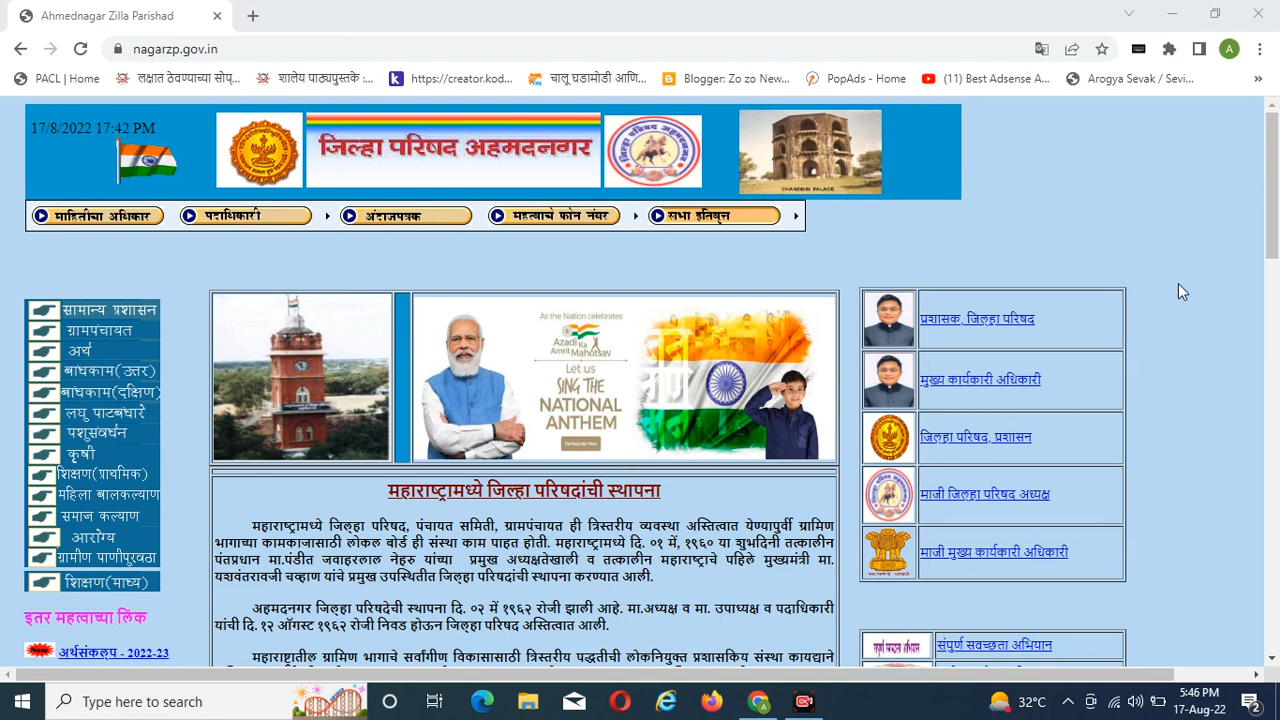 Ahmednagar Zilla Parishad
nagarzp.gov.in
PACL | Home
लक्षात ठेवण्याच्या सोप्...
शालेय पाठ्यपुस्तके :...
https://creator.kod...
चालू घडामोडी आणि...
Blogger: Zo zo New...
PopAds - Home
(11) Best Adsense A...
Arogya Sevak / Sevi...
17/8/2022 17:42 PM
जिल्हा परिषद अहमदनगर
CHANDBIBI PALACE
माहितीचा अधिकार
पदाधिकारी
अंदाजपत्रक
महत्वाचे फोन नंबर
सभा इतिवृत्त
सामान्य प्रशासन
ग्रामपंचायत
अर्थ
बांधकाम(उत्तर)
बांधकाम(दक्षिण)
लघु पाटबंधारे
पशुसवर्धन
कृषी
शिक्षण(प्राथमिक)
महिला बालकल्याण
समाज कल्याण
आरोग्य
ग्रामीण पाणीपुरवठा
शिक्षण(माध्य)
इतर महत्वाच्या लिंक
New
अर्थसंकल्प - 2022-23
As the Nation celebrates
Azadi Ka
Amrit Mahotsav
Let us
SING THE
NATIONAL
ANTHEM
Participate Now
महाराष्ट्रामध्ये जिल्हा परिषदांची स्थापना
महाराष्ट्रामध्ये जिल्हा परिषद, पंचायत समिती, ग्रामपंचायत ही त्रिस्तरीय व्यवस्था अस्तित्वात येण्यापुर्वी ग्रामिण
भागाच्या कामकाजासाठी लोकल बोर्ड ही संस्था काम पाहत होती. महाराष्ट्रामध्ये दि. ०१ में, १९६० या शुभदिनी तत्कालीन
पंतप्रधान मा.पंडीत जवाहरलाल नेहरु यांच्या प्रमुख अध्यक्षतेखाली व तत्कालीन महाराष्ट्राचे पहिले मुख्यमंत्री मा.
यशवंतरावजी चव्हाण यांचे प्रमुख उपस्थितीत जिल्हा परिषदांची स्थापना करण्यात आली.
अहमदनगर जिल्हा परिषदेची स्थापना दि. ०२ में १९६२ रोजी झाली आहे. मा.अध्यक्ष व मा. उपाध्यक्ष व पदाधिकारी
यांची दि. १२ ऑगस्ट १९६२ रोजी निवड होऊन जिल्हा परिषद अस्तित्वात आली.
महाराष्ट्रातील ग्रामिण भागाचे सर्वांगीण विकासासाठी त्रिस्तरीय पद्धतीची लोकनियुक्त प्रशासकिय संस्था कायद्याने
प्रशासक, जिल्हा परिषद
मुख्य कार्यकारी अधिकारी
जिल्हा परिषद, प्रशासन
माजी जिल्हा परिषद अध्यक्ष
माजी मुख्य कार्यकारी अधिकारी
संपुर्ण सवच्छता अभियान
Type here to search
32°C
5:46 PM
17-Aug-22
2